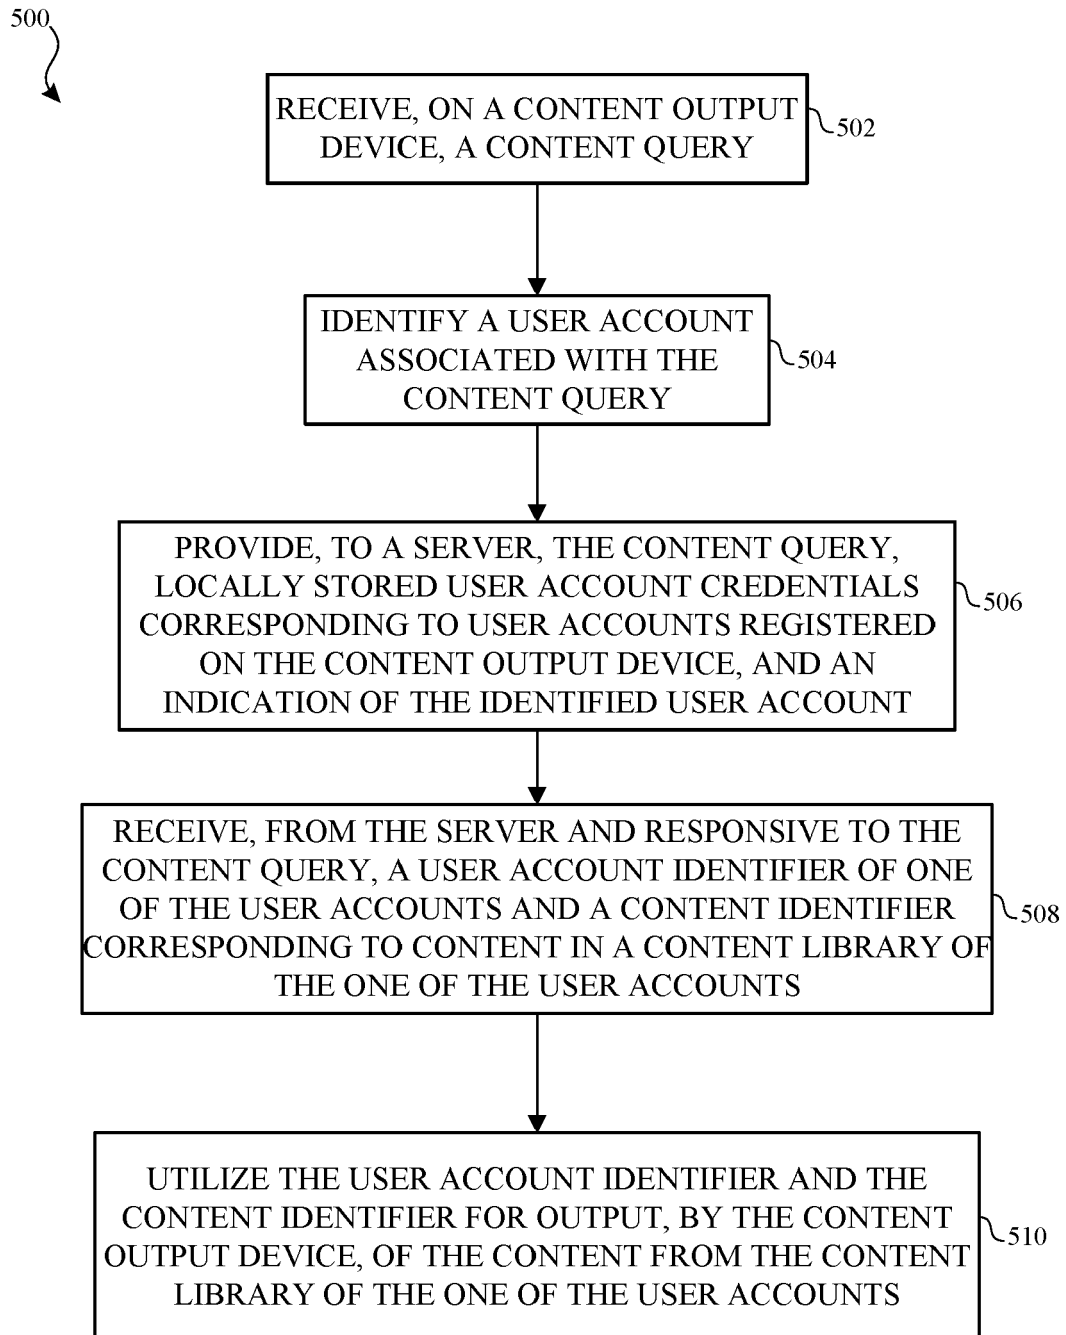 500
RECEIVE, ON A CONTENT OUTPUT
DEVICE, A CONTENT QUERY
502
IDENTIFY A USER ACCOUNT
ASSOCIATED WITH THE
CONTENT QUERY
504
PROVIDE, TO A SERVER, THE CONTENT QUERY,
LOCALLY STORED USER ACCOUNT CREDENTIALS
CORRESPONDING TO USER ACCOUNTS REGISTERED
ON THE CONTENT OUTPUT DEVICE, AND AN
INDICATION OF THE IDENTIFIED USER ACCOUNT
506
RECEIVE, FROM THE SERVER AND RESPONSIVE TO THE
CONTENT QUERY, A USER ACCOUNT IDENTIFIER OF ONE
OF THE USER ACCOUNTS AND A CONTENT IDENTIFIER
CORRESPONDING TO CONTENT IN A CONTENT LIBRARY OF
THE ONE OF THE USER ACCOUNTS
508
UTILIZE THE USER ACCOUNT IDENTIFIER AND THE
CONTENT IDENTIFIER FOR OUTPUT, BY THE CONTENT
OUTPUT DEVICE, OF THE CONTENT FROM THE CONTENT
LIBRARY OF THE ONE OF THE USER ACCOUNTS
510